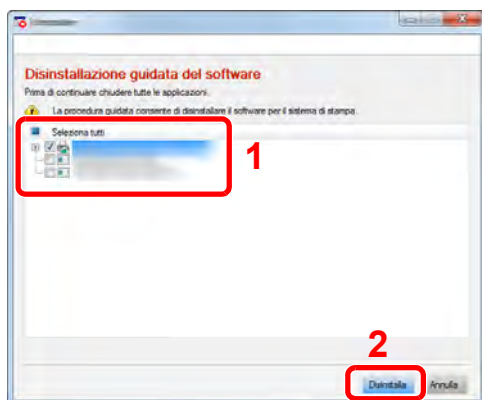 Disinstallazione guidata del software
Prima di continuare chiudere tutte le applicazioni.
La procedura guidata consente di disinstallare il software per il sistema di stampa.
Seleziona tutti
1
2
Disinstalla
Annulla